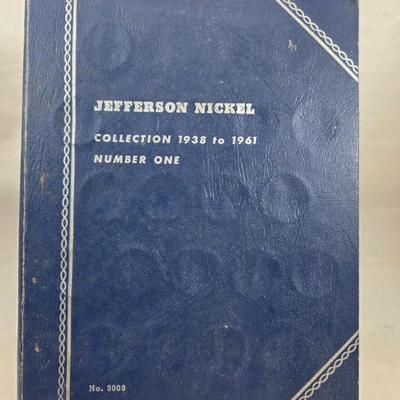 JEFFERSON NICKEL
COLLECTION 1938 to 1961
NUMBER ONE
No. 9009